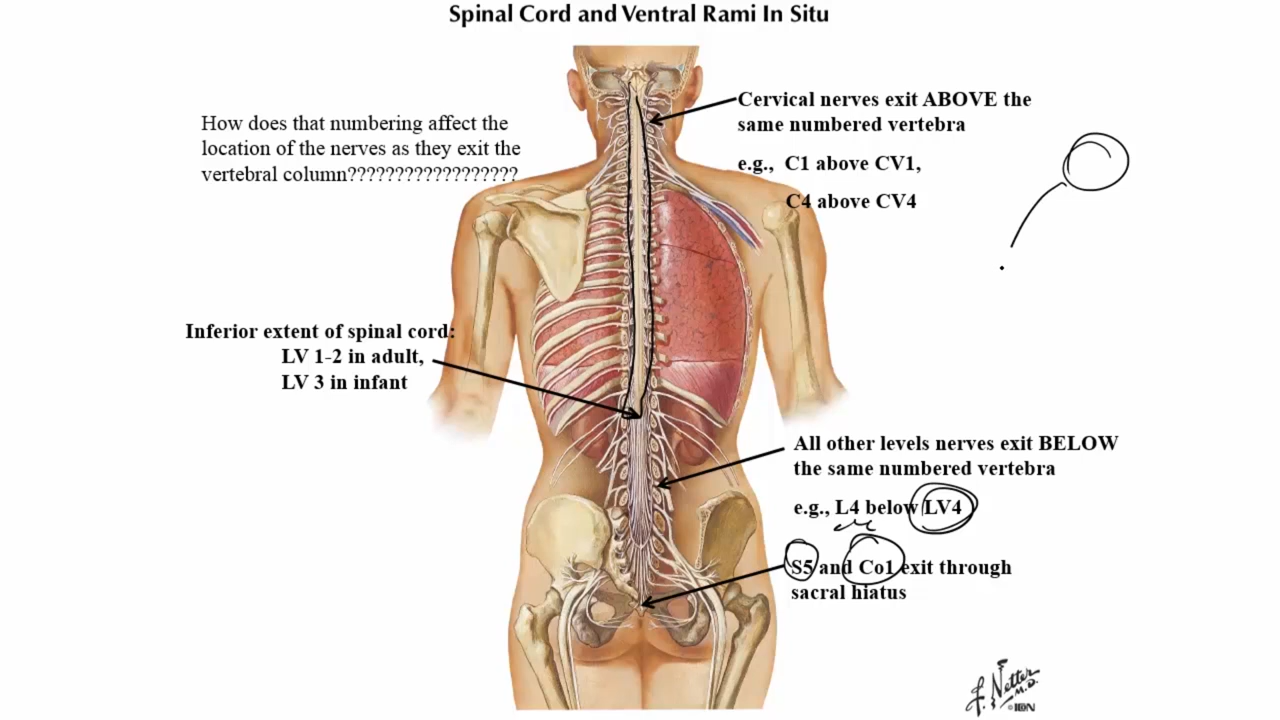 Spinal Cord and Ventral Rami In Situ
How does that numbering affect the
location of the nerves as they exit the
vertebral column???????????????????
Cervical nerves exit ABOVE the
same numbered vertebra
e.g., C1 above CV1,
C4 above CV4
Inferior extent of spinal cord:
LV 1-2 in adult,
LV 3 in infant
All other levels nerves exit BELOW
the same numbered vertebra
e.g., L4 below LV4
S5 and Co1 exit through
sacral hiatus
F. Netter
M.D.